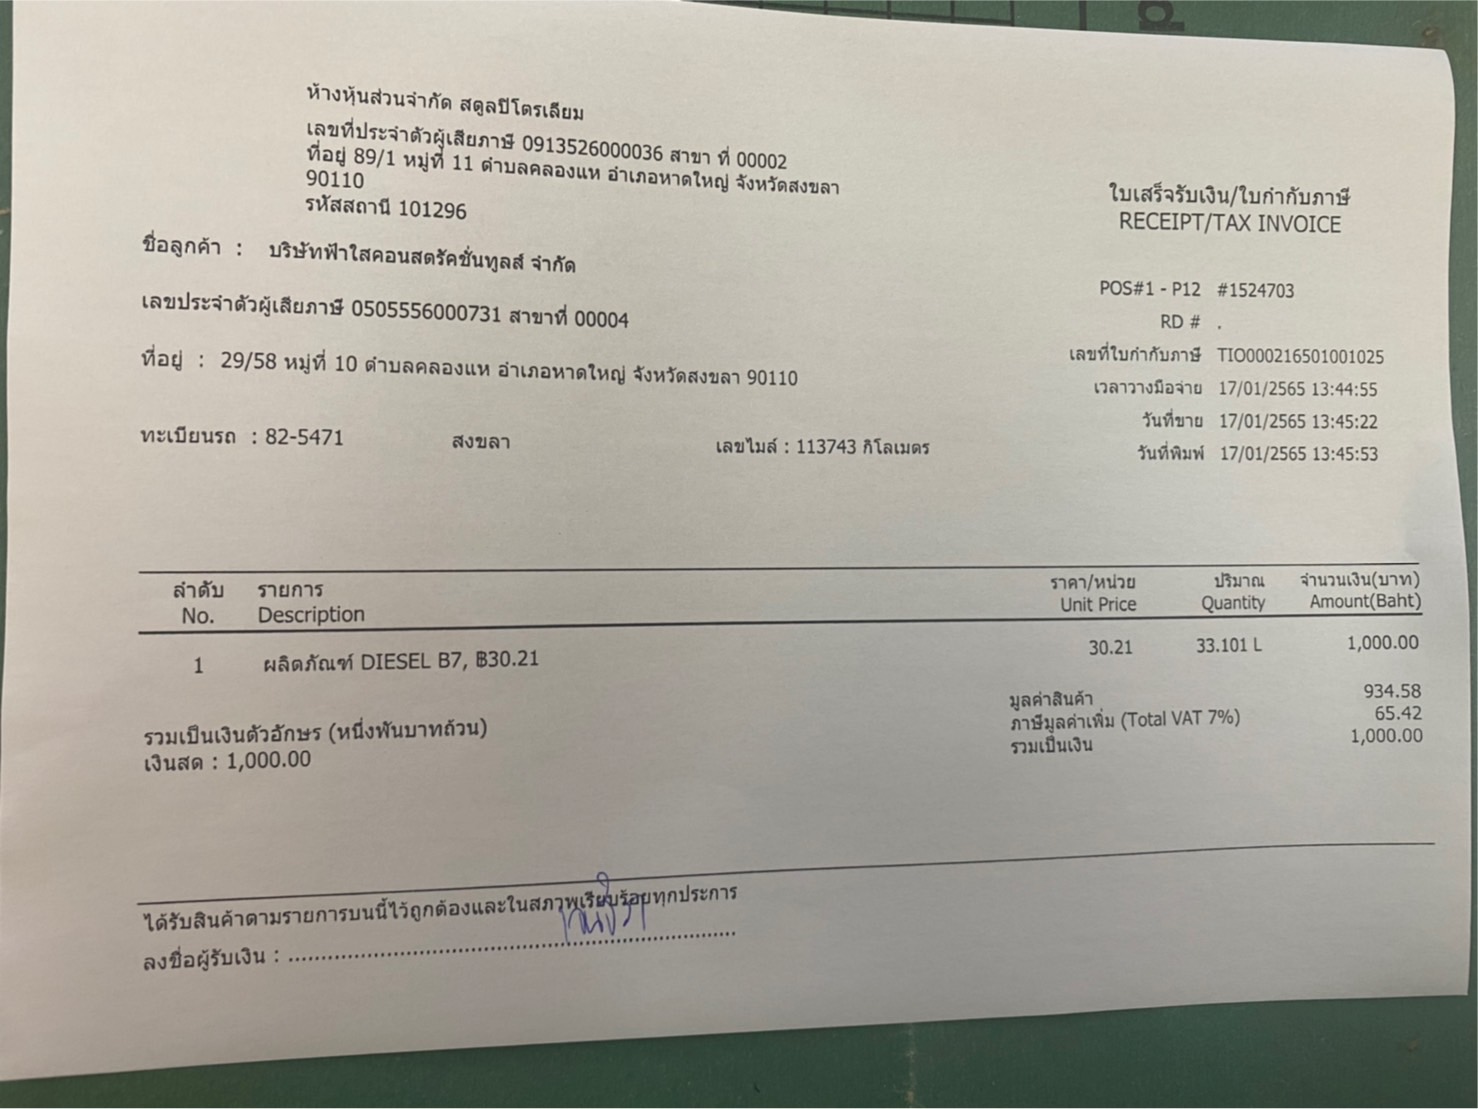 ห้างหุ้นส่วนจำกัด สตูลปิโตรเลียม
เลขที่ประจำตัวผู้เสียภาษี 0913526000036 สาขา ที่ 00002
ที่อยู่ 89/1 หมู่ที่ 11 ตำบลคลองแห อำเภอหาดใหญ่ จังหวัดสงขลา
90110
รหัสสถานี 101296
ใบเสร็จรับเงิน/ใบกำกับภาษี
RECEIPT/TAX INVOICE
ชื่อลูกค้า : บริษัทฟ้าใสคอนสตรัคชั่นทูลส์ จำกัด
เลขประจำตัวผู้เสียภาษี 0505556000731 สาขาที่ 00004
ที่อยู่ : 29/58 หมู่ที่ 10 ตำบลคลองแห อำเภอหาดใหญ่ จังหวัดสงขลา 90110
ทะเบียนรถ : 82-5471 สงขลา เลขไมล์ : 113743 กิโลเมตร
POS#1 - P12 #1524703
RD # .
เลขที่ใบกำกับภาษี TIO000216501001025
เวลาวางมือจ่าย 17/01/2565 13:44:55
วันที่ขาย 17/01/2565 13:45:22
วันที่พิมพ์ 17/01/2565 13:45:53
ลำดับ รายการ ราคา/หน่วย ปริมาณ จำนวนเงิน(บาท)
No. Description Unit Price Quantity Amount(Baht)
1 ผลิตภัณฑ์ DIESEL B7, ฿30.21 30.21 33.101 L 1,000.00
มูลค่าสินค้า 934.58
ภาษีมูลค่าเพิ่ม (Total VAT 7%) 65.42
รวมเป็นเงิน 1,000.00
รวมเป็นเงินตัวอักษร (หนึ่งพันบาทถ้วน)
เงินสด : 1,000.00
ได้รับสินค้าตามรายการบนนี้ไว้ถูกต้องและในสภาพเรียบร้อยทุกประการ
ลงชื่อผู้รับเงิน :